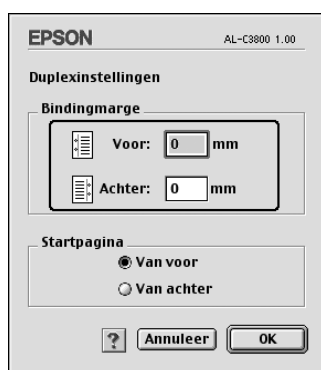 EPSON AL-C3800 1.00
Duplexinstellingen
Bindingmarge
Voor: 0 mm
Achter: 0 mm
Startpagina
Van voor
Van achter
? Annuleer OK